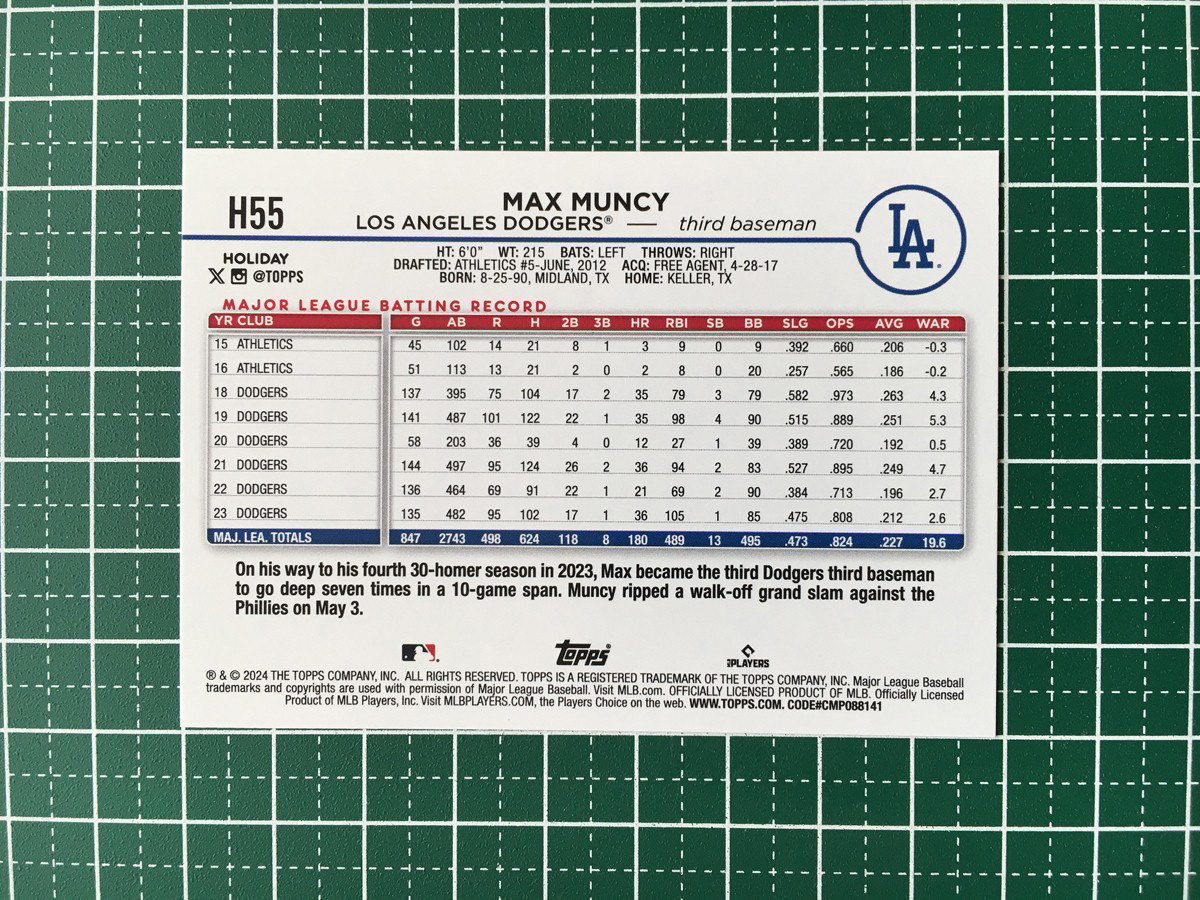 H55
MAX MUNCY
LOS ANGELES DODGERS® — third baseman
LA
HOLIDAY
X @TOPPS
HT: 6'0" WT: 215 BATS: LEFT THROWS: RIGHT
DRAFTED: ATHLETICS #5-JUNE, 2012 ACQ: FREE AGENT, 4-28-17
BORN: 8-25-90, MIDLAND, TX HOME: KELLER, TX
MAJOR LEAGUE BATTING RECORD
YR CLUB G AB R H 2B 3B HR RBI SB BB SLG OPS AVG WAR
15 ATHLETICS 45 102 14 21 8 1 3 9 0 9 .392 .660 .206 -0.3
16 ATHLETICS 51 113 13 21 2 0 2 8 0 20 .257 .565 .186 -0.2
18 DODGERS 137 395 75 104 17 2 35 79 3 79 .582 .973 .263 4.3
19 DODGERS 141 487 101 122 22 1 35 98 4 90 .515 .889 .251 5.3
20 DODGERS 58 203 36 39 4 0 12 27 1 39 .389 .720 .192 0.5
21 DODGERS 144 497 95 124 26 2 36 94 2 83 .527 .895 .249 4.7
22 DODGERS 136 464 69 91 22 1 21 69 2 90 .384 .713 .196 2.7
23 DODGERS 135 482 95 102 17 1 36 105 1 85 .475 .808 .212 2.6
MAJ. LEA. TOTALS 847 2743 498 624 118 8 180 489 13 495 .473 .824 .227 19.6
On his way to his fourth 30-homer season in 2023, Max became the third Dodgers third baseman
to go deep seven times in a 10-game span. Muncy ripped a walk-off grand slam against the
Phillies on May 3.
Topps®
MLBPLAYERS
® & © 2024 THE TOPPS COMPANY, INC. ALL RIGHTS RESERVED. TOPPS IS A REGISTERED TRADEMARK OF THE TOPPS COMPANY, INC. Major League Baseball
trademarks and copyrights are used with permission of Major League Baseball. Visit MLB.com. OFFICIALLY LICENSED PRODUCT OF MLB. Officially Licensed
Product of MLB Players, Inc. Visit MLBPLAYERS.COM, the Players Choice on the web. WWW.TOPPS.COM. CODE#CMP088141